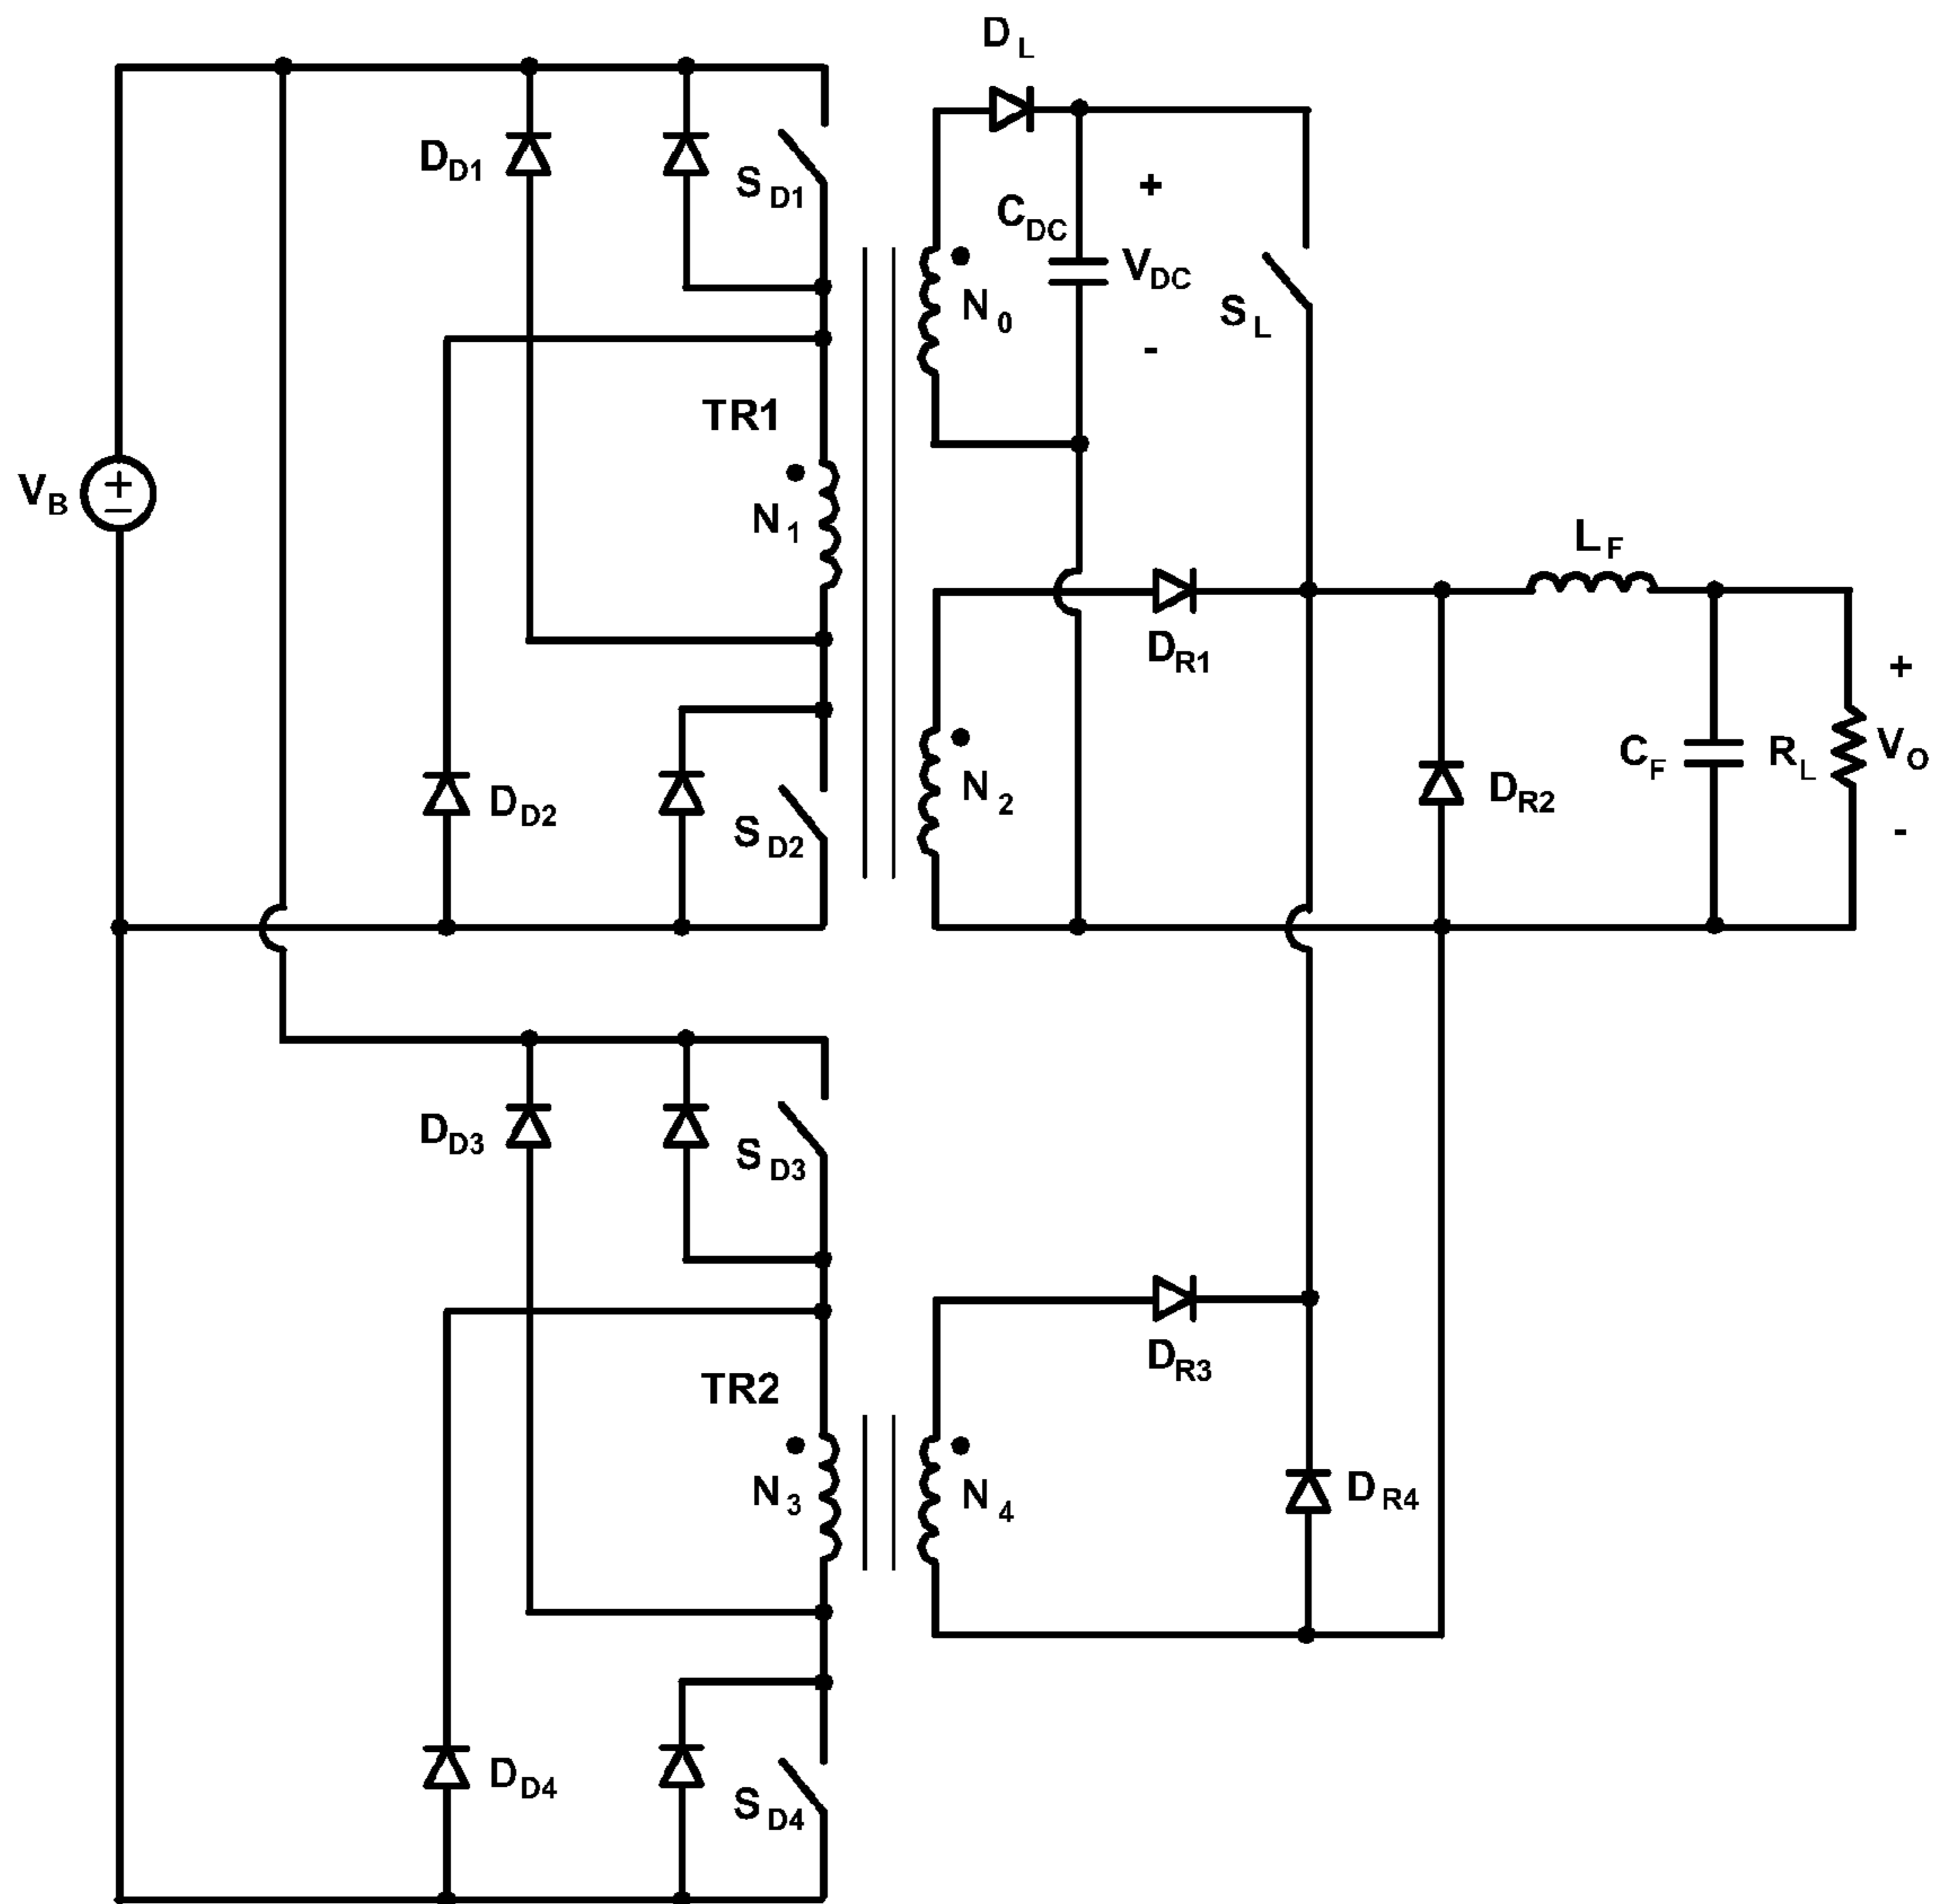 D L
D D1
S D1
C DC
+
V DC
-
N 0
S L
TR1
N 1
V B
+
−
L F
D R1
+
V O
-
C F
R L
D R2
N 2
D D2
S D2
D D3
S D3
D R3
TR2
N 3
N 4
D R4
D D4
S D4